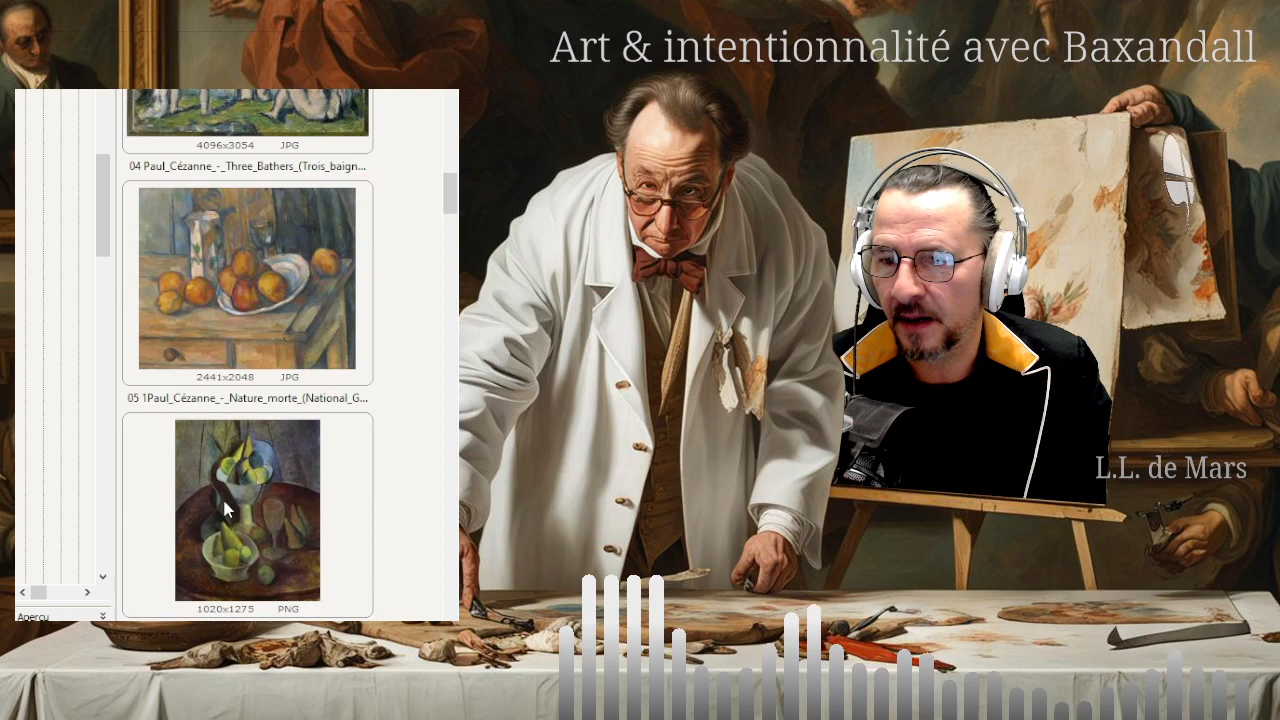 Art & intentionnalité avec Baxandall
4096x3054 JPG
04 Paul_Cézanne_-_Three_Bathers_(Trois_baign...
2441x2048 JPG
05 1Paul_Cézanne_-_Nature_morte_(National_G...
1020x1275 PNG
Aperçu
L.L. de Mars